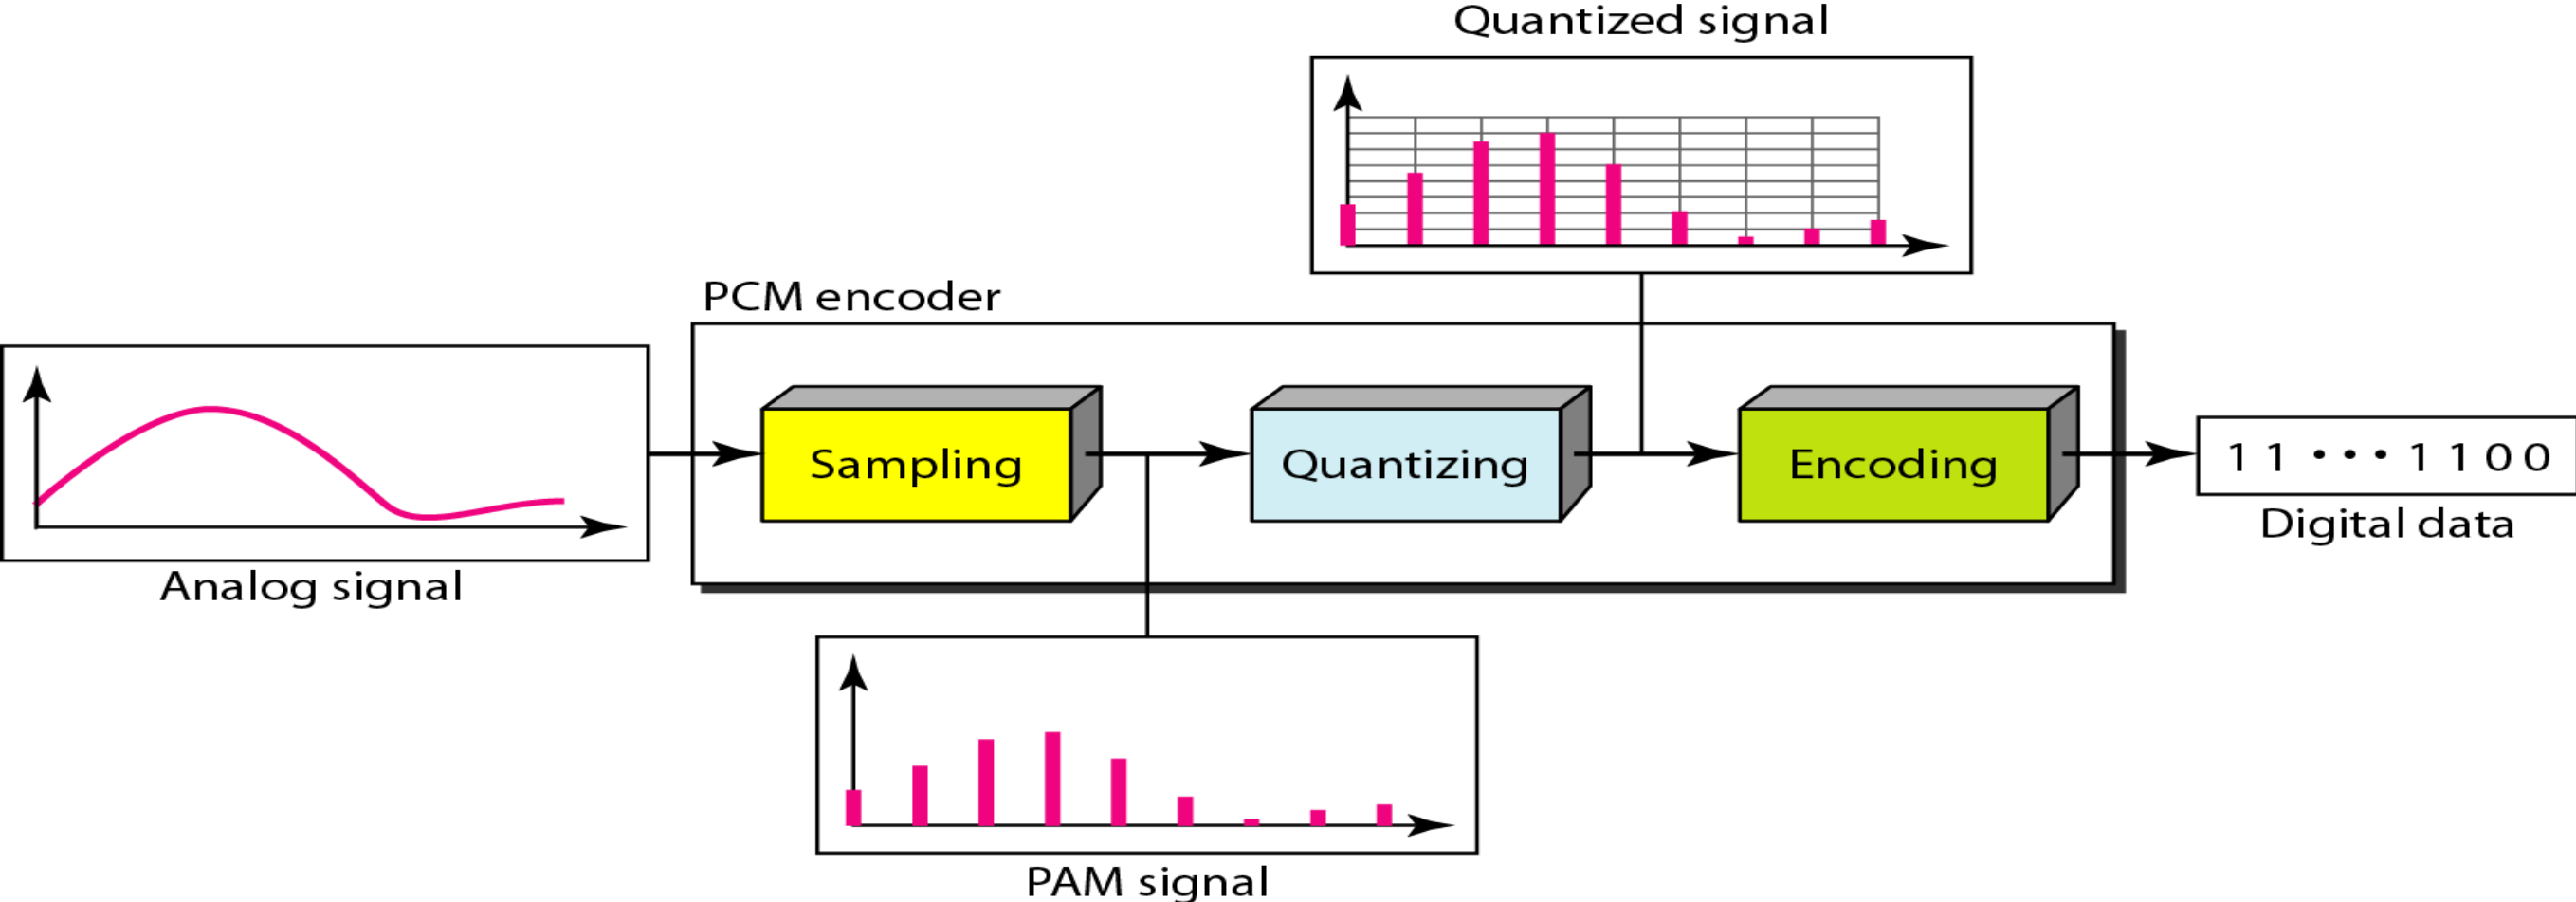 Quantized signal
PCM encoder
Analog signal
Sampling
Quantizing
Encoding
1 1 • • • 1 1 0 0
Digital data
PAM signal